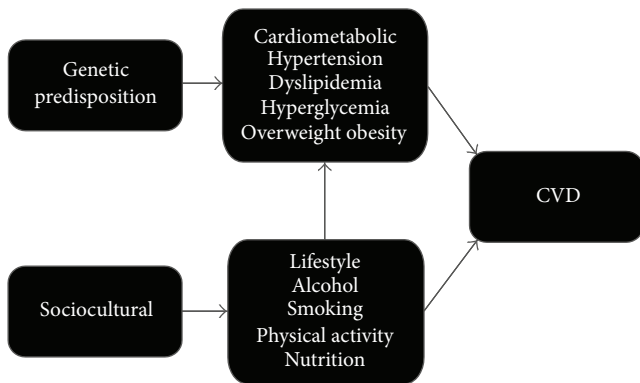 Genetic
predisposition
Cardiometabolic
Hypertension
Dyslipidemia
Hyperglycemia
Overweight obesity
CVD
Sociocultural
Lifestyle
Alcohol
Smoking
Physical activity
Nutrition